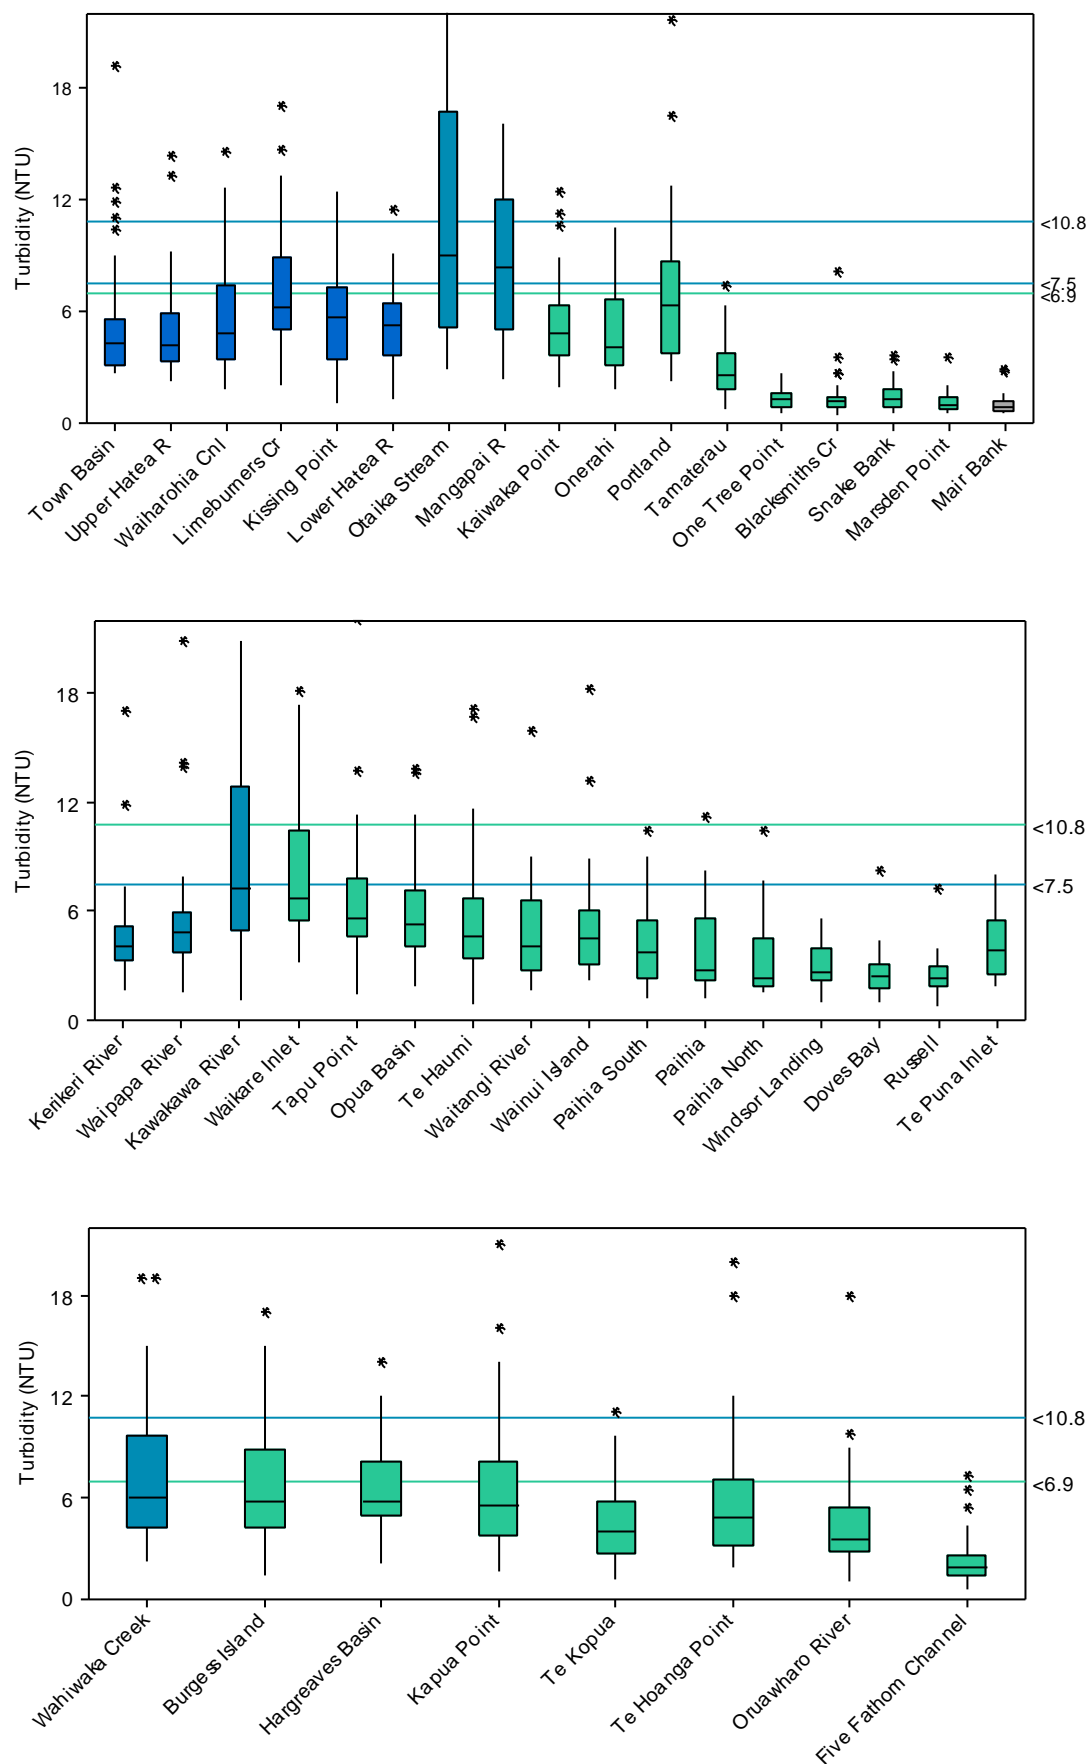 Turbidity (NTU)
18
12
6
0
<10.8
<7.5
<6.9
Town Basin
Upper Hatea R
Waiharohia Cnl
Limeburners Cr
Kissing Point
Lower Hatea R
Otaika Stream
Mangapai R
Kaiwaka Point
Onerahi
Portland
Tamaterau
One Tree Point
Blacksmiths Cr
Snake Bank
Marsden Point
Mair Bank
Turbidity (NTU)
18
12
6
0
<10.8
<7.5
Kerikeri River
Waipapa River
Kawakawa River
Waikare Inlet
Tapu Point
Opua Basin
Te Haumi
Waitangi River
Wainui Island
Paihia South
Paihia
Paihia North
Windsor Landing
Doves Bay
Russell
Te Puna Inlet
Turbidity (NTU)
18
12
6
0
<10.8
<6.9
Wahiwaka Creek
Burgess Island
Hargreaves Basin
Kapua Point
Te Kopua
Te Hoanga Point
Oruawharo River
Five Fathom Channel